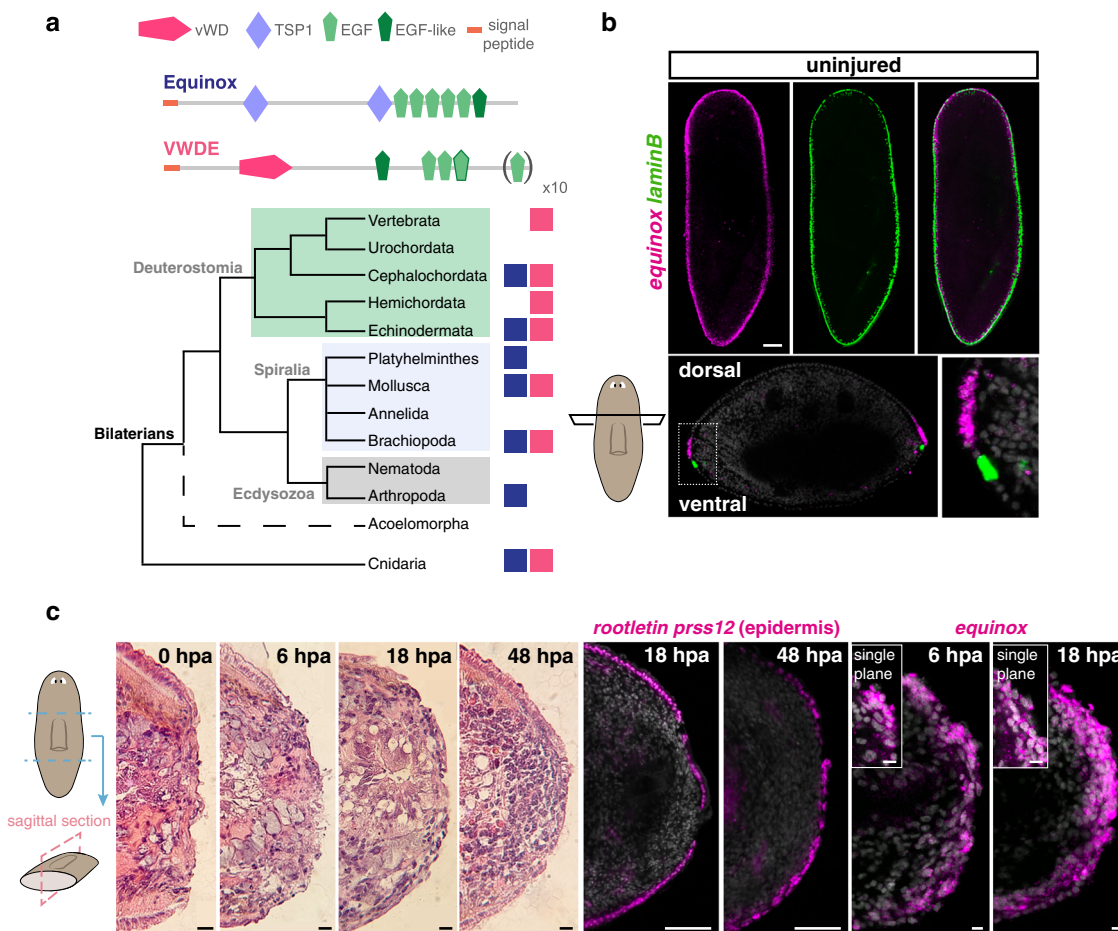 a
vWD
TSP1
EGF
EGF-like
signal
peptide
Equinox
VWDE
( )
x10
Vertebrata
Urochordata
Deuterostomia
Cephalochordata
Hemichordata
Echinodermata
Platyhelminthes
Spiralia
Mollusca
Annelida
Bilaterians
Brachiopoda
Nematoda
Ecdysozoa
Arthropoda
Acoelomorpha
Cnidaria
b
uninjured
equinox laminB
dorsal
ventral
c
rootletin prss12 (epidermis)
equinox
0 hpa
6 hpa
18 hpa
48 hpa
18 hpa
48 hpa
6 hpa
single
plane
18 hpa
single
plane
sagittal section